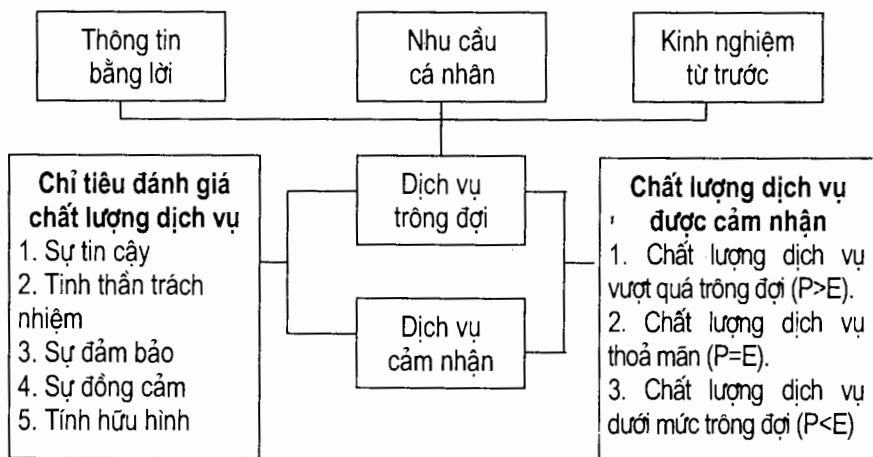 Thông tin
bằng lời
Nhu cầu
cá nhân
Kinh nghiệm
từ trước
Chỉ tiêu đánh giá
chất lượng dịch vụ
1. Sự tin cậy
2. Tinh thần trách
nhiệm
3. Sự đảm bảo
4. Sự đồng cảm
5. Tính hữu hình
Dịch vụ
trông đợi
Dịch vụ
cảm nhận
Chất lượng dịch vụ
được cảm nhận
1. Chất lượng dịch vụ
vượt quá trông đợi (P>E).
2. Chất lượng dịch vụ
thoả mãn (P=E).
3. Chất lượng dịch vụ
dưới mức trông đợi (P<E)